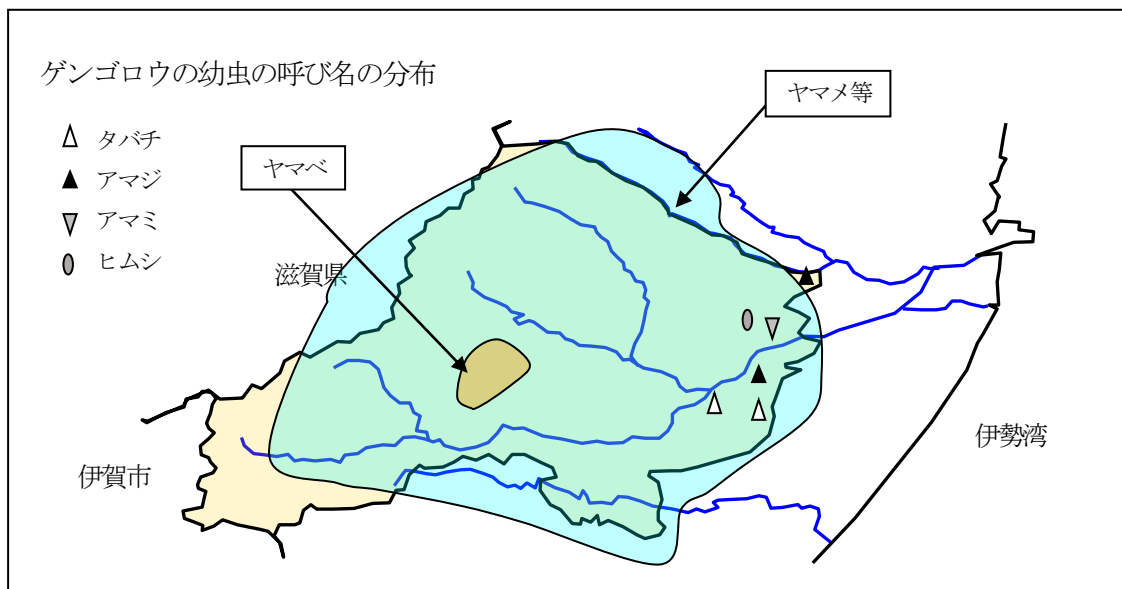 ゲンゴロウの幼虫の呼び名の分布
ヤマメ等
タバチ
ヤマベ
アマジ
アマミ
ヒムシ
滋賀県
伊勢湾
伊賀市